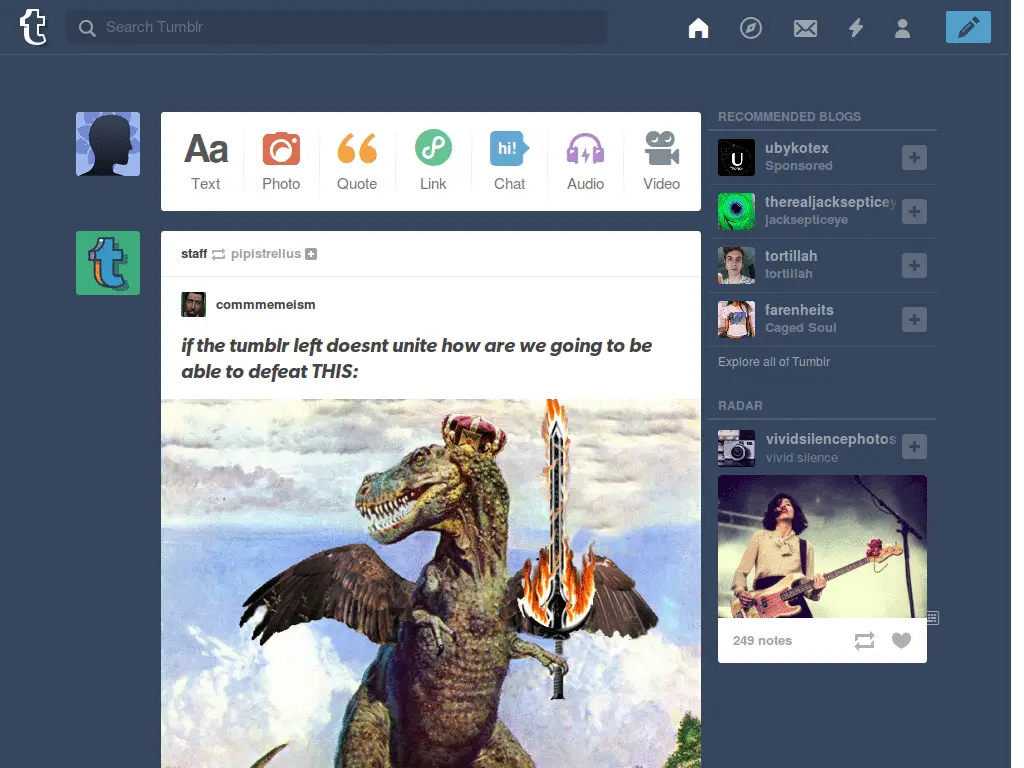 t
Search Tumblr
Aa
hi!
Text
Photo
Quote
Link
Chat
Audio
Video
t
staff pipistrellus
commmemeism
if the tumblr left doesnt unite how are we going to be
able to defeat THIS:
RECOMMENDED BLOGS
U
ubykotex
Sponsored
therealjacksepticey
jacksepticeye
tortillah
tortillah
farenheits
Caged Soul
Explore all of Tumblr
RADAR
vividsilencephotos
vivid silence
249 notes